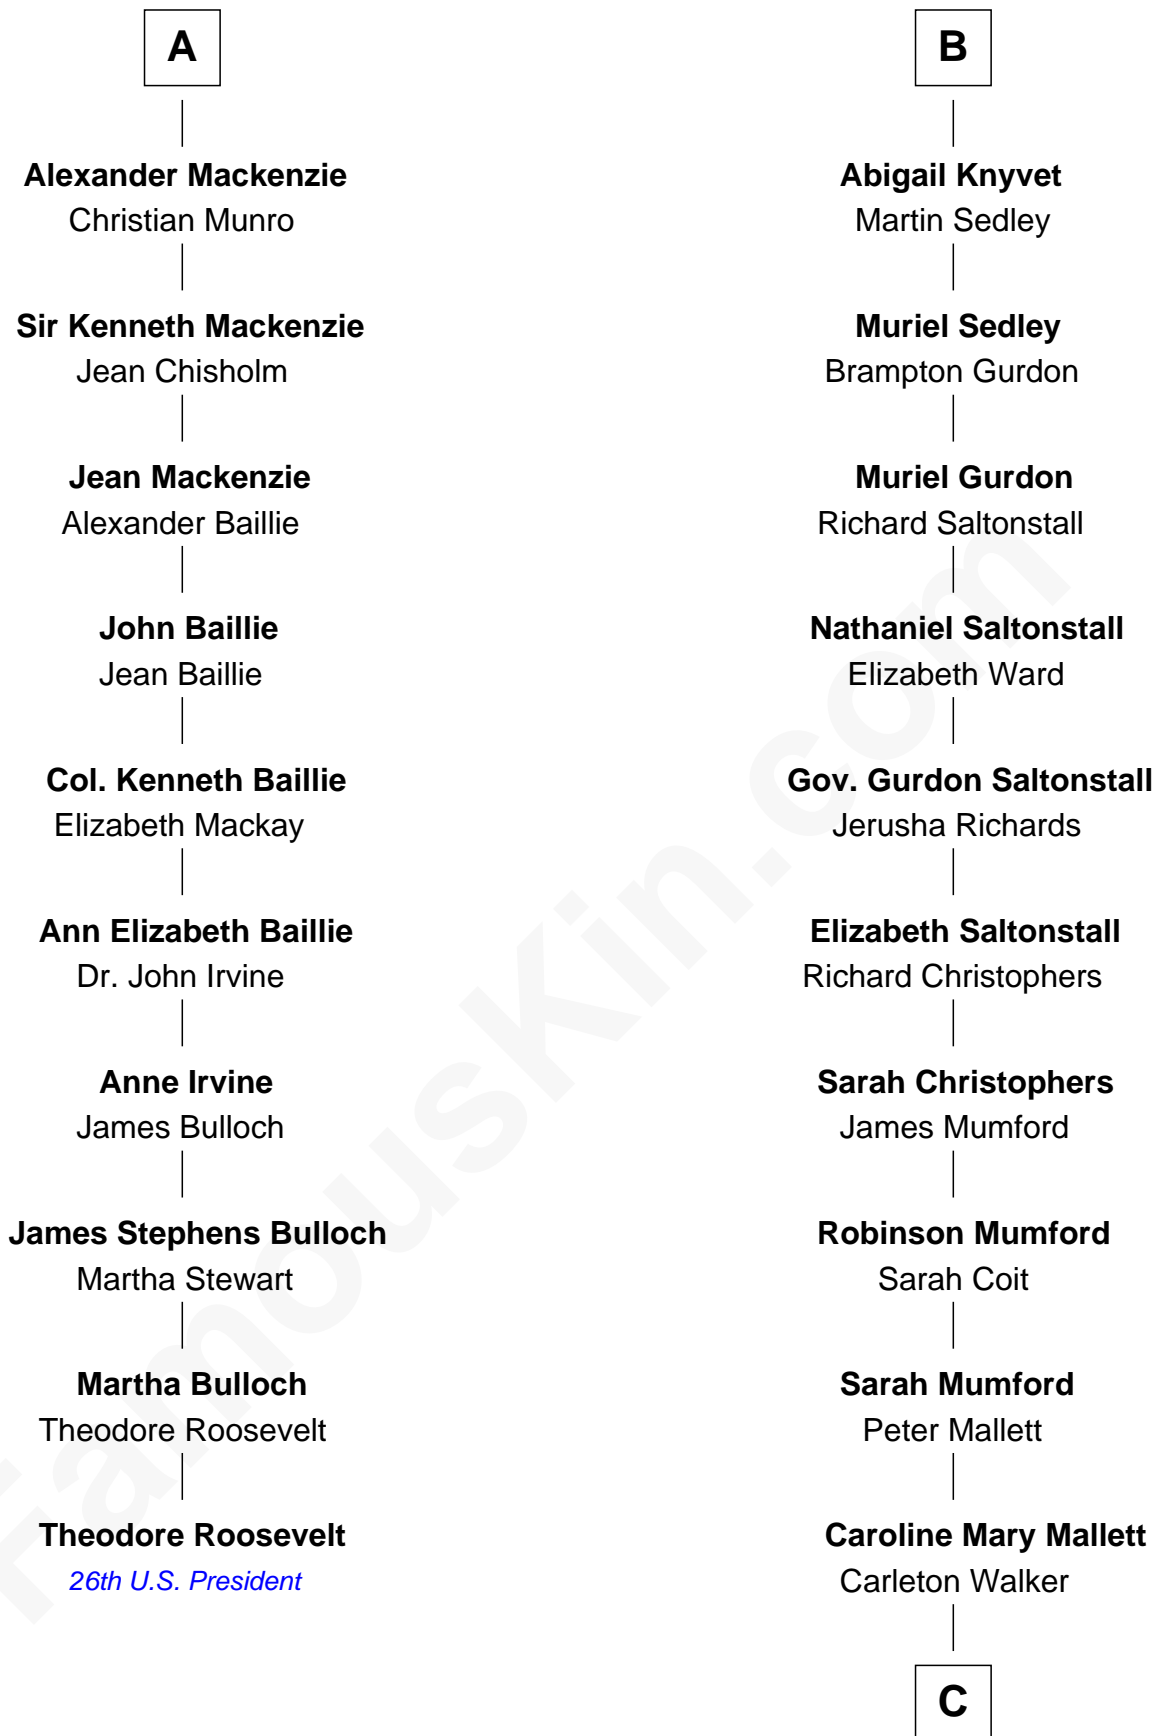 A
Alexander Mackenzie
Christian Munro
Sir Kenneth Mackenzie
Jean Chisholm
Jean Mackenzie
Alexander Baillie
John Baillie
Jean Baillie
Col. Kenneth Baillie
Elizabeth Mackay
Ann Elizabeth Baillie
Dr. John Irvine
Anne Irvine
James Bulloch
James Stephens Bulloch
Martha Stewart
Martha Bulloch
Theodore Roosevelt
Theodore Roosevelt
26th U.S. President
B
Abigail Knyvet
Martin Sedley
Muriel Sedley
Brampton Gurdon
Muriel Gurdon
Richard Saltonstall
Nathaniel Saltonstall
Elizabeth Ward
Gov. Gurdon Saltonstall
Jerusha Richards
Elizabeth Saltonstall
Richard Christophers
Sarah Christophers
James Mumford
Robinson Mumford
Sarah Coit
Sarah Mumford
Peter Mallett
Caroline Mary Mallett
Carleton Walker
C
FamousKin.com